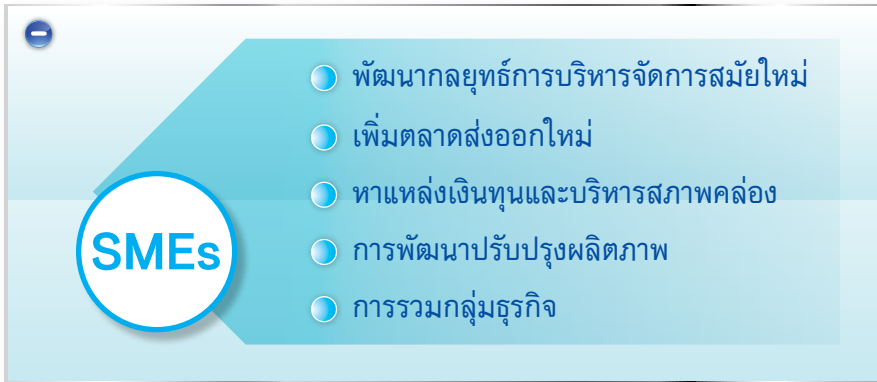 พัฒนากลยุทธ์การบริหารจัดการสมัยใหม่
เพิ่มตลาดส่งออกใหม่
หาแหล่งเงินทุนและบริหารสภาพคล่อง
SMEs
การพัฒนาปรับปรุงผลิตภาพ
การรวมกลุ่มธุรกิจ